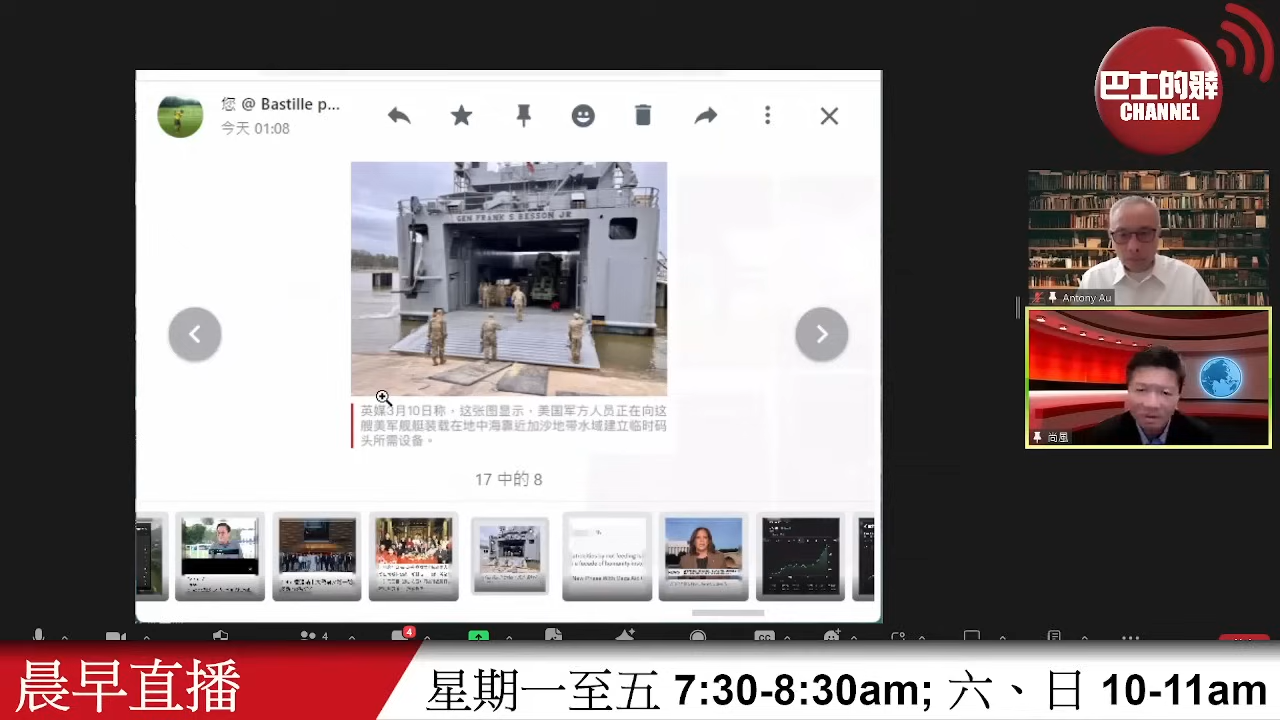 巴士的報
CHANNEL
您 @ Bastille p...
今天 01:08
GEN FRANK S BESSON JR
英媒3月10日称，这张图显示，美国军方人员正在向这
艘美军舰艇装载在地中海靠近加沙地带水域建立临时码
头所需设备。
17 中的 8
Antony Au
尚風
4
4
晨早直播
星期一至五 7:30-8:30am; 六、日 10-11am